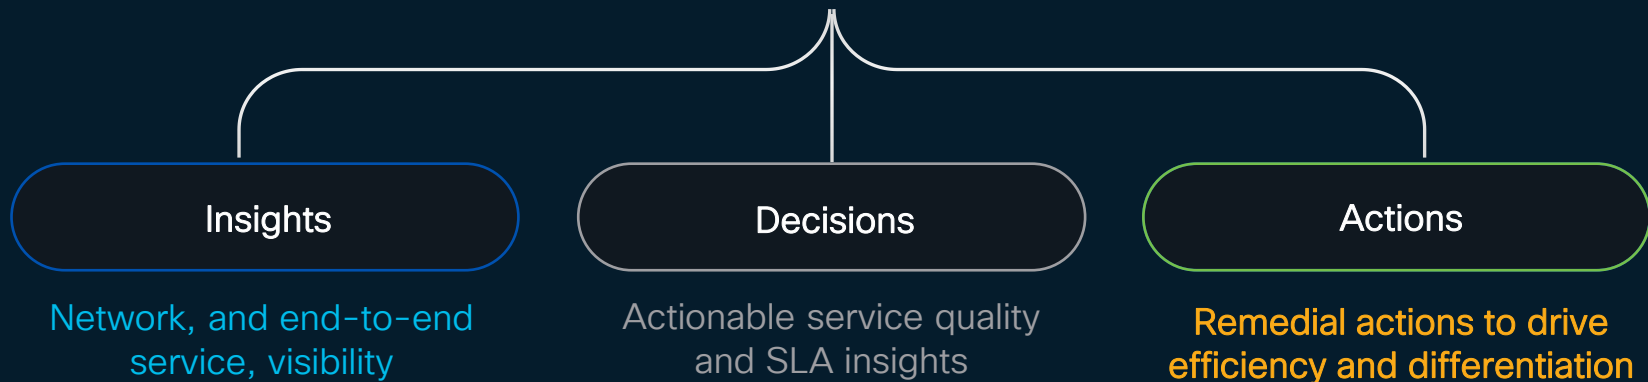 Insights
Network, and end-to-end
service, visibility
Decisions
Actionable service quality
and SLA insights
Actions
Remedial actions to drive
efficiency and differentiation